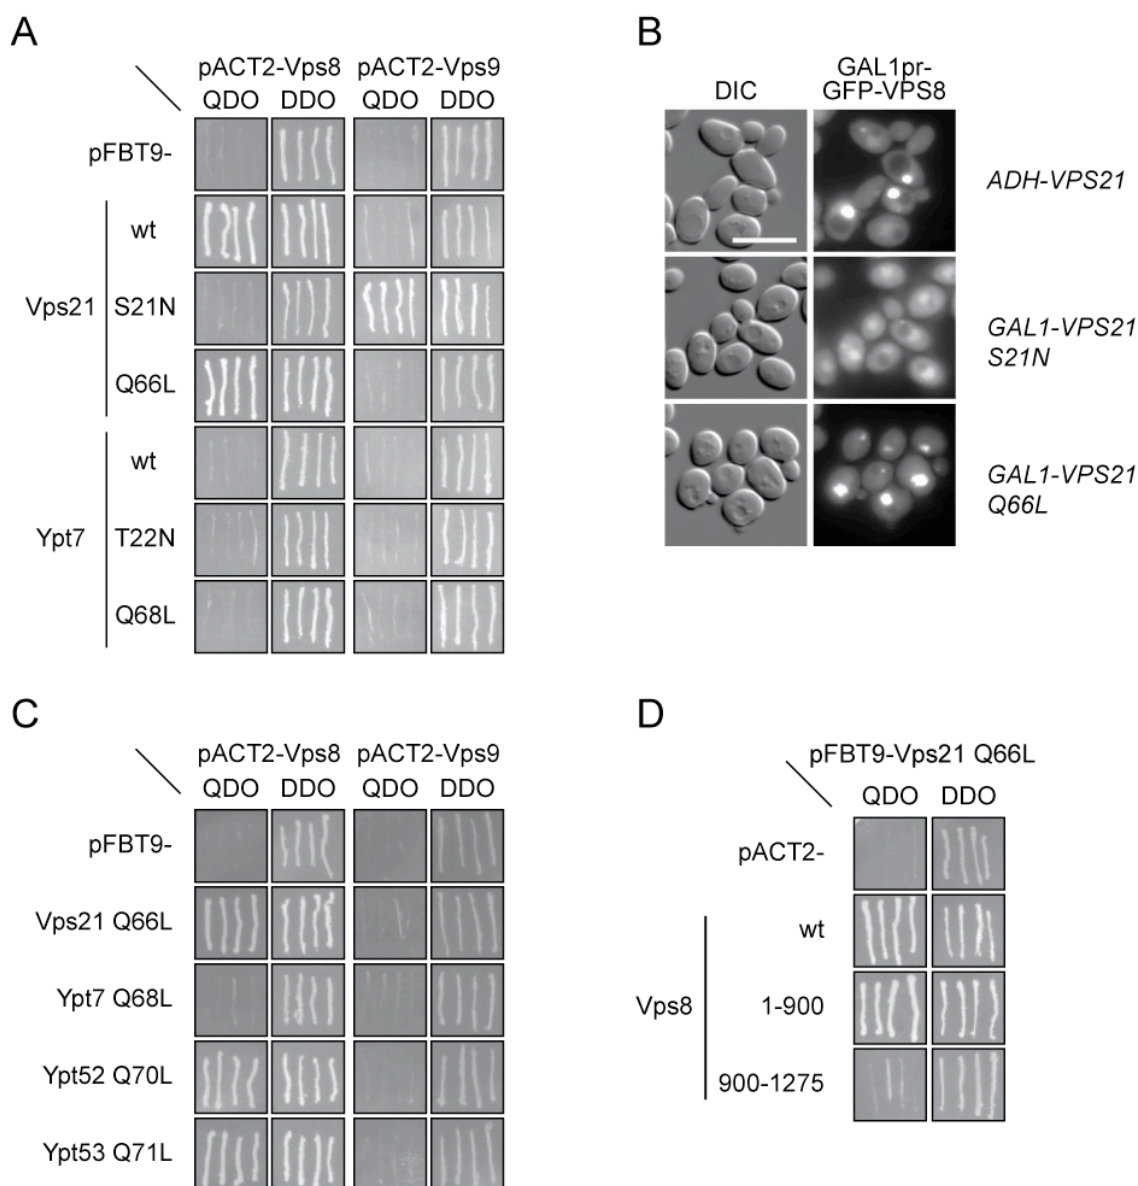 A
pACT2-Vps8 pACT2-Vps9
QDO DDO QDO DDO
pFBT9-
wt
Vps21 S21N
Q66L
wt
Ypt7 T22N
Q68L
B
DIC GAL1pr-
GFP-VPS8
ADH-VPS21
GAL1-VPS21
S21N
GAL1-VPS21
Q66L
C
pACT2-Vps8 pACT2-Vps9
QDO DDO QDO DDO
pFBT9-
Vps21 Q66L
Ypt7 Q68L
Ypt52 Q70L
Ypt53 Q71L
D
pFBT9-Vps21 Q66L
QDO DDO
pACT2-
wt
Vps8 1-900
900-1275